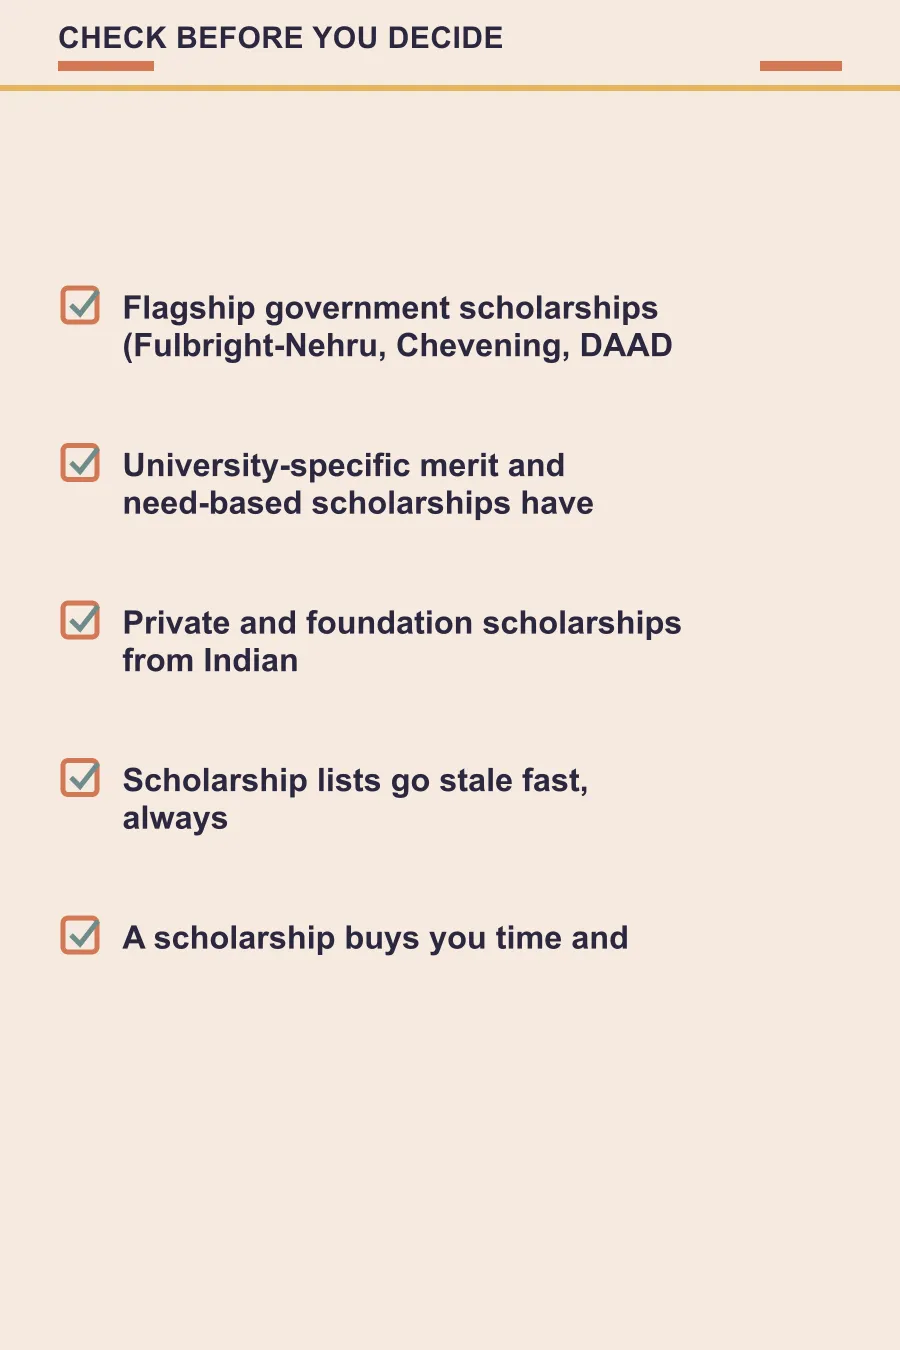 CHECK BEFORE YOU DECIDE
Flagship government scholarships
(Fulbright-Nehru, Chevening, DAAD
University-specific merit and
need-based scholarships have
Private and foundation scholarships
from Indian
Scholarship lists go stale fast,
always
A scholarship buys you time and